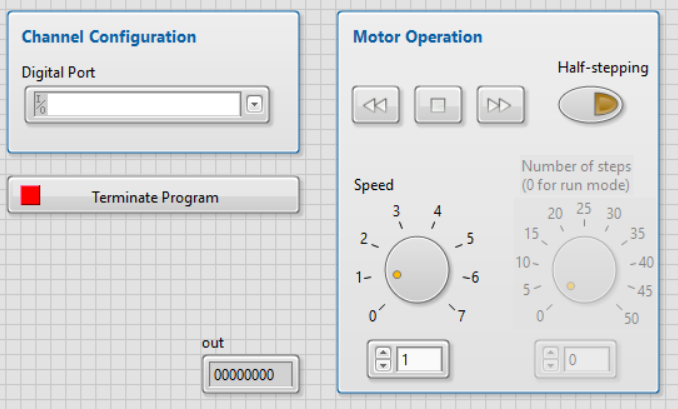 Channel Configuration
Digital Port
I/O
Terminate Program
out
00000000
Motor Operation
Half-stepping
Speed
0 1 2 3 4 5 6 7
1
Number of steps
(0 for run mode)
0 5 10 15 20 25 30 35 40 45 50
0